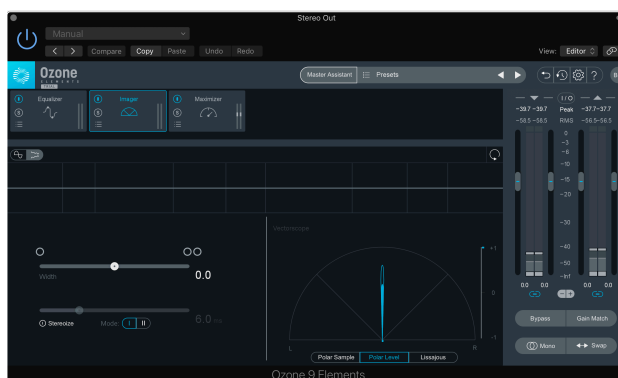 Stereo Out
Manual
Compare Copy Paste Undo Redo View: Editor
Ozone
ELEMENTS
TRIAL
Master Assistant Presets
Equalizer Imager Maximizer
S S S
I/O
-39.7 -39.7 Peak -37.7 -37.7
-58.5 -58.5 RMS -56.5 -56.5
0
-3
-6
-10
-15
-20
-30
-40
-50
-Inf
0.0 0.0 0.0 0.0
Vectorscope
+1
0
-1
Width 0.0
6.0 ms
Stereoize Mode: I II
L R
Polar Sample Polar Level Lissajous
Bypass Gain Match
Mono Swap
Ozone 9 Elements